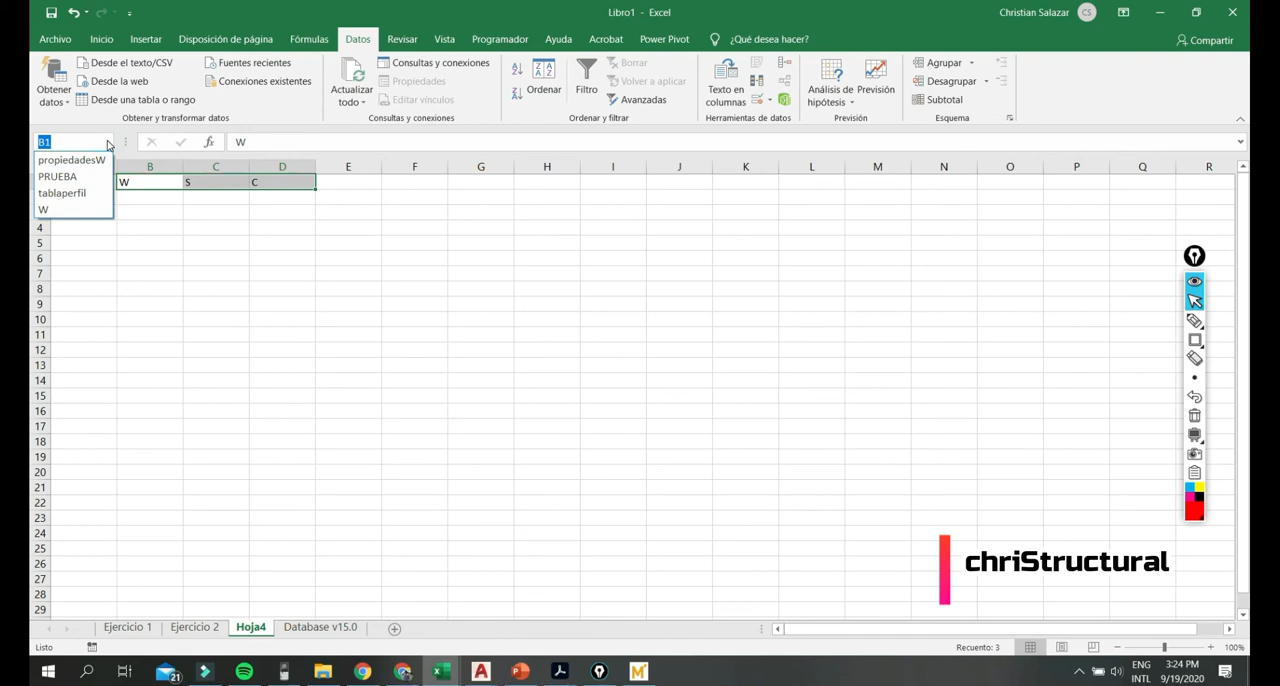 Libro1 - Excel
Christian Salazar CS
Archivo Inicio Insertar Disposición de página Fórmulas Datos Revisar Vista Programador Ayuda Acrobat Power Pivot ¿Qué desea hacer? Compartir
Obtener datos
Desde el texto/CSV
Desde la web
Desde una tabla o rango
Fuentes recientes
Conexiones existentes
Obtener y transformar datos
Actualizar todo
Consultas y conexiones
Propiedades
Editar vínculos
Consultas y conexiones
Ordenar
Filtro
Borrar
Volver a aplicar
Avanzadas
Ordenar y filtrar
Texto en columnas
Herramientas de datos
Análisis de hipótesis
Previsión
Previsión
Agrupar
Desagrupar
Subtotal
Esquema
B1 fx W
propiedadesW
PRUEBA
tablaperfil
W
B C D E F G H I J K L M N O P Q R
W S C
4
5
6
7
8
9
10
11
12
13
14
15
16
17
18
19
20
21
22
23
24
25
26
27
28
29
chriStructural
Ejercicio 1 Ejercicio 2 Hoja4 Database v15.0
Listo Recuento: 3 100%
21
ENG
INTL
3:24 PM
9/19/2020